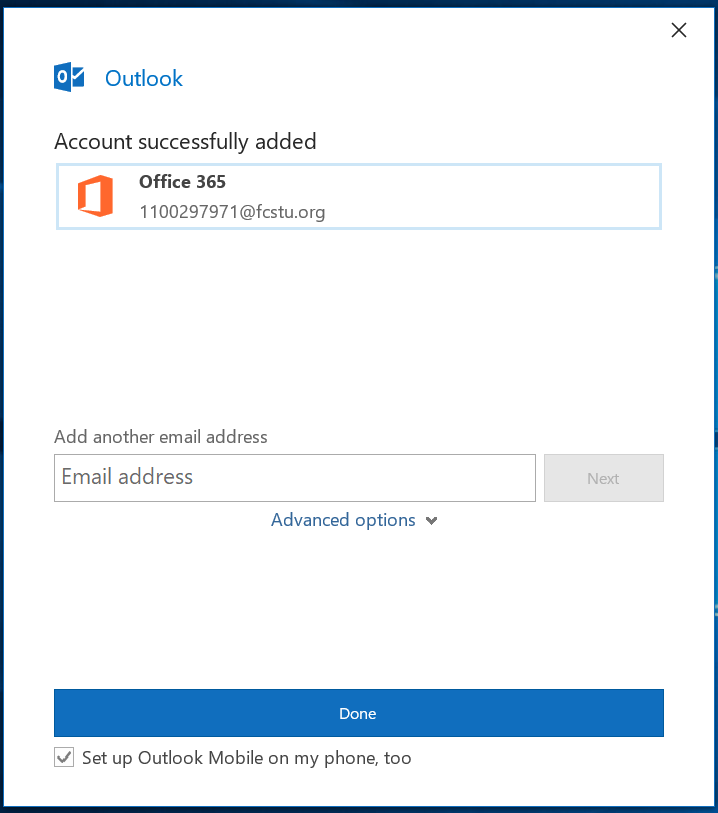 Outlook
Account successfully added
Office 365
1100297971@fcstu.org
Add another email address
Email address
Next
Advanced options
Done
Set up Outlook Mobile on my phone, too